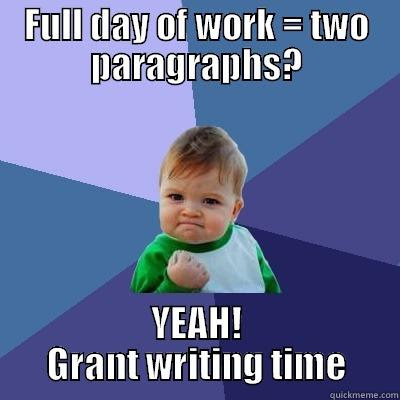 Full day of work = two
paragraphs?
YEAH!
Grant writing time
quickmeme.com